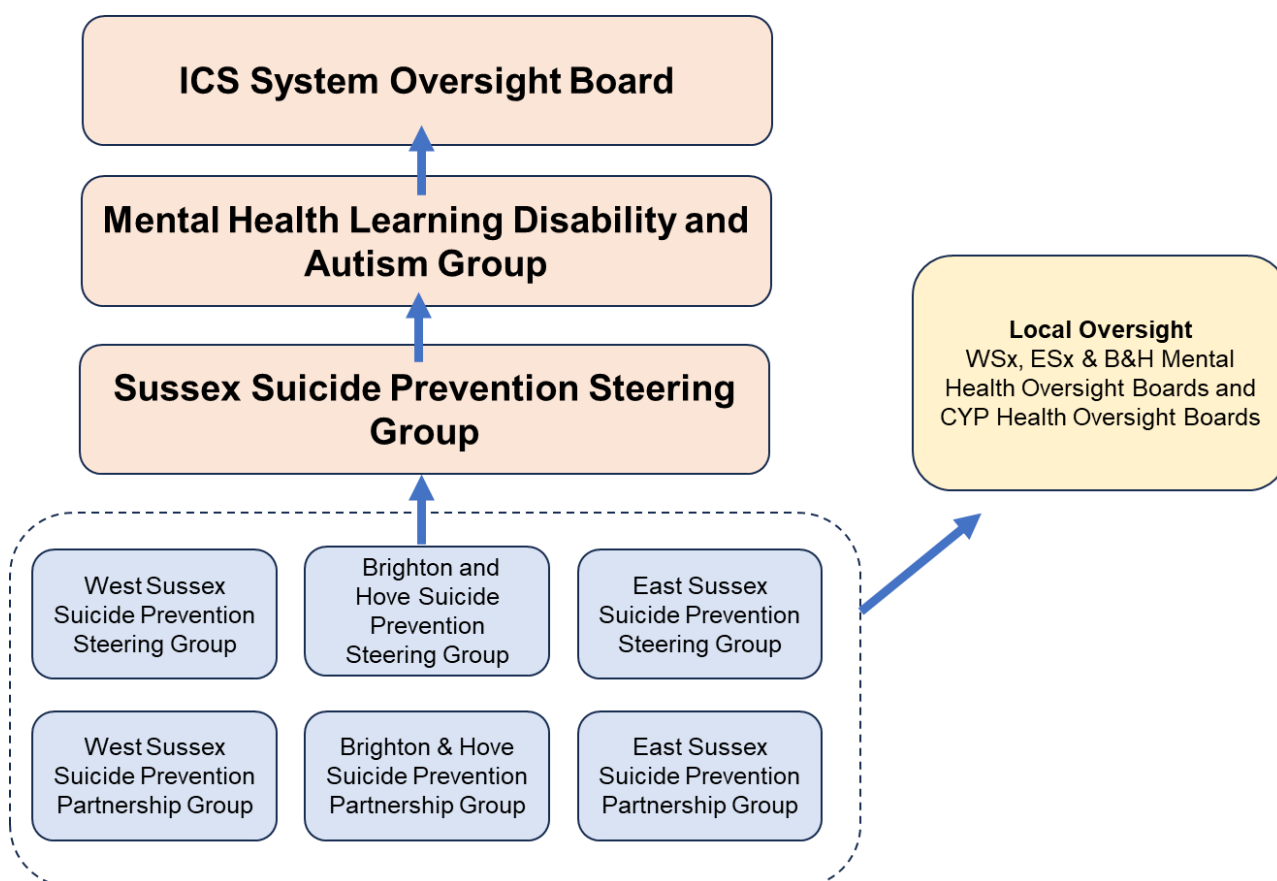 ICS System Oversight Board
Mental Health Learning Disability and
Autism Group
Sussex Suicide Prevention Steering
Group
Local Oversight
WSx, ESx & B&H Mental
Health Oversight Boards and
CYP Health Oversight Boards
West Sussex
Suicide Prevention
Steering Group
Brighton and
Hove Suicide
Prevention
Steering Group
East Sussex
Suicide Prevention
Steering Group
West Sussex
Suicide Prevention
Partnership Group
Brighton & Hove
Suicide Prevention
Partnership Group
East Sussex
Suicide Prevention
Partnership Group